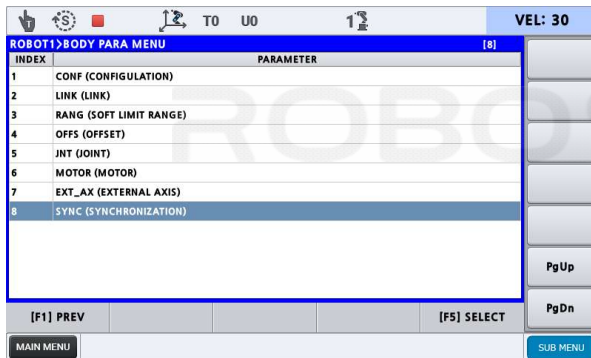 T0 U0 1 VEL: 30
ROBOT1>BODY PARA MENU [8]
INDEX PARAMETER
1 CONF (CONFIGULATION)
2 LINK (LINK)
3 RANG (SOFT LIMIT RANGE)
4 OFFS (OFFSET)
5 JNT (JOINT)
6 MOTOR (MOTOR)
7 EXT_AX (EXTERNAL AXIS)
8 SYNC (SYNCHRONIZATION)
PgUp
[F1] PREV [F5] SELECT PgDn
MAIN MENU SUB MENU